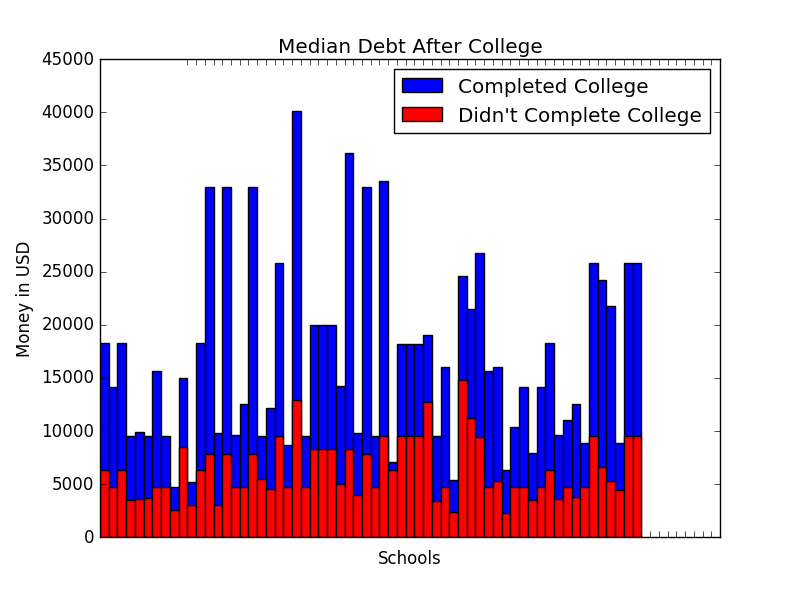 Median Debt After College
45000
40000
35000
30000
25000
20000
15000
10000
5000
0
Money in USD
Schools
Completed College
Didn't Complete College